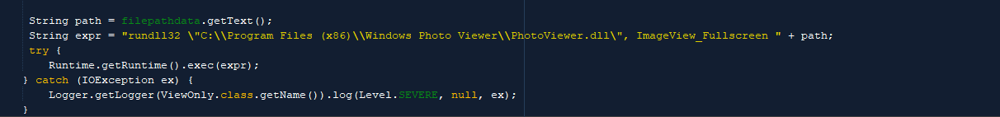 String path = filepathdata.getText();
String expr = "rundll32 \"C:\\Program Files (x86)\\Windows Photo Viewer\\PhotoViewer.dll\", ImageView_Fullscreen " + path;
try {
Runtime.getRuntime().exec(expr);
} catch (IOException ex) {
Logger.getLogger(ViewOnly.class.getName()).log(Level.SEVERE, null, ex);
}